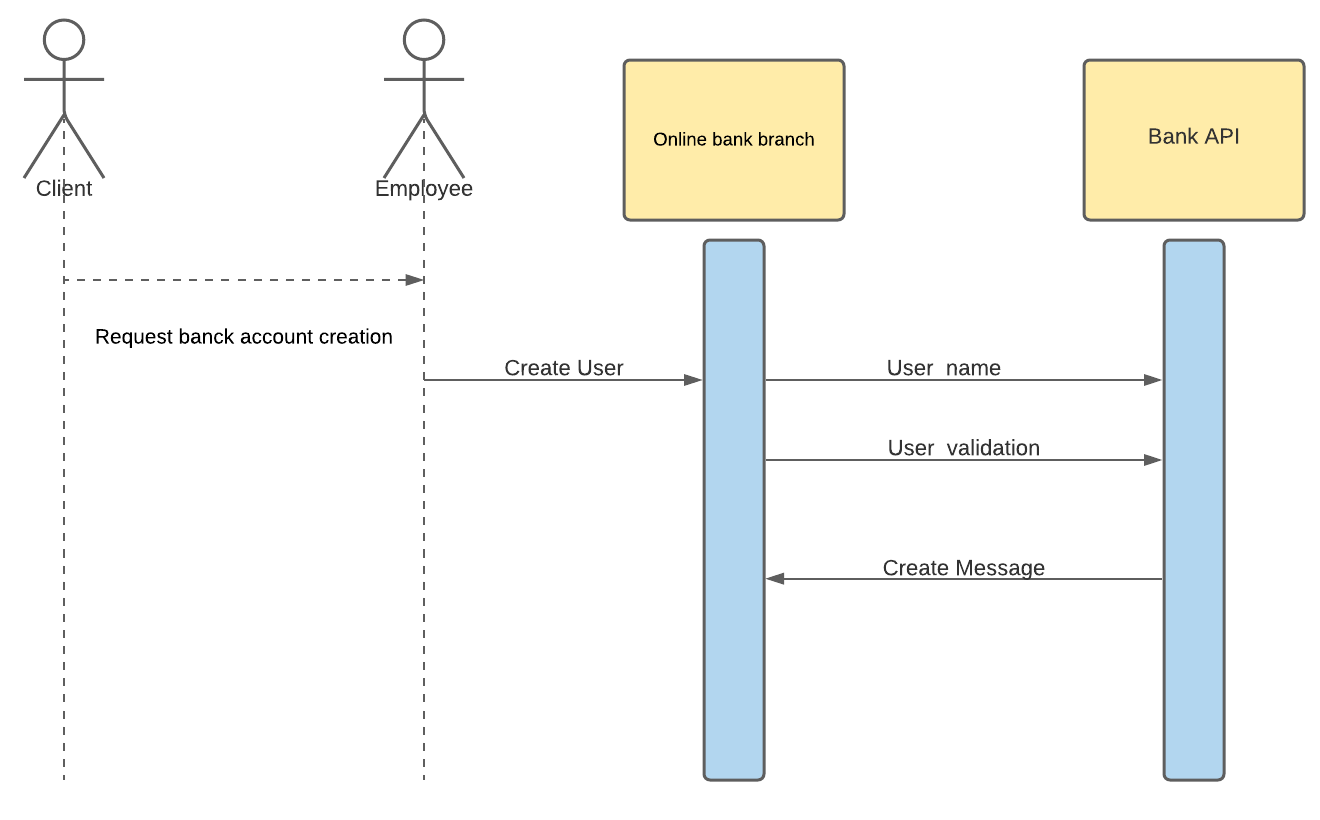 Client
Employee
Online bank branch
Bank API
Request banck account creation
Create User
User  name
User  validation
Create Message